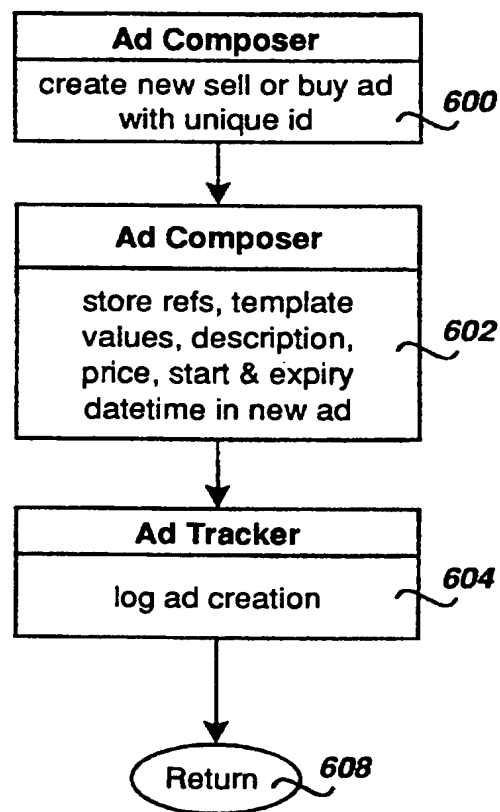 Ad Composer
create new sell or buy ad
with unique id
600
Ad Composer
store refs, template
values, description,
price, start & expiry
datetime in new ad
602
Ad Tracker
log ad creation
604
Return
608